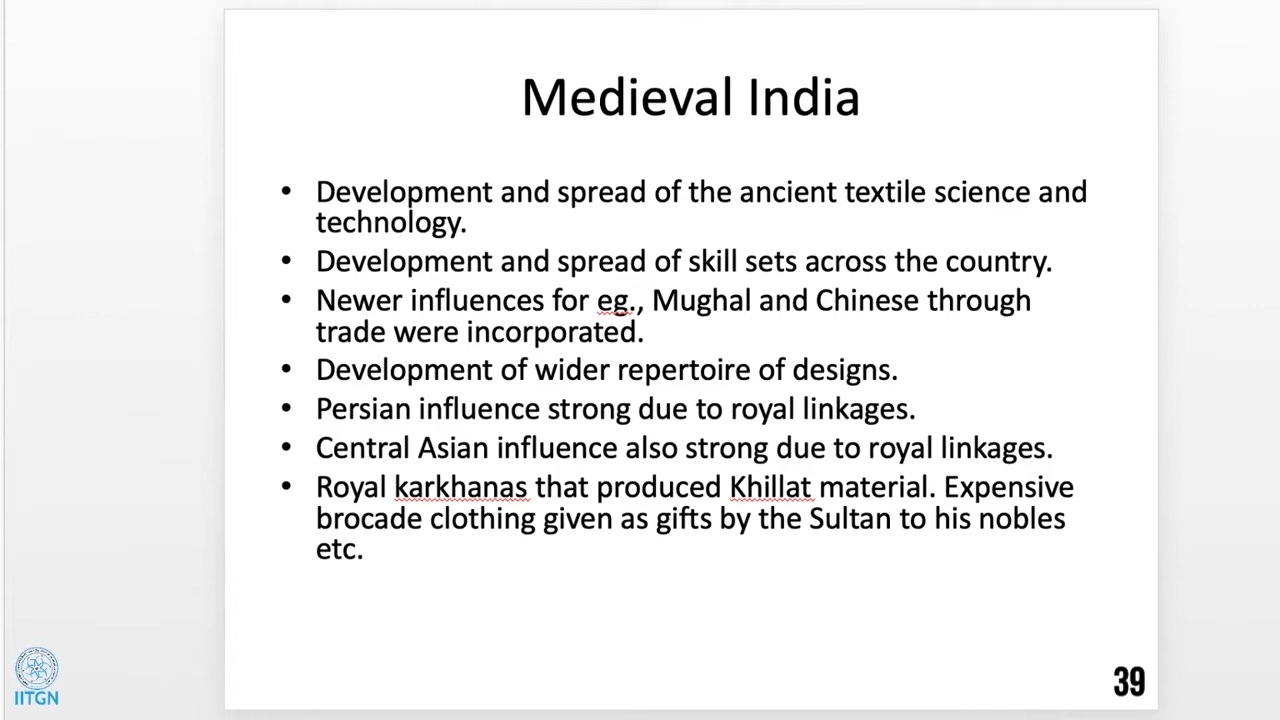 Medieval India
• Development and spread of the ancient textile science and
technology.
• Development and spread of skill sets across the country.
• Newer influences for eg., Mughal and Chinese through
trade were incorporated.
• Development of wider repertoire of designs.
• Persian influence strong due to royal linkages.
• Central Asian influence also strong due to royal linkages.
• Royal karkhanas that produced Khillat material. Expensive
brocade clothing given as gifts by the Sultan to his nobles
etc.
IITGN
39